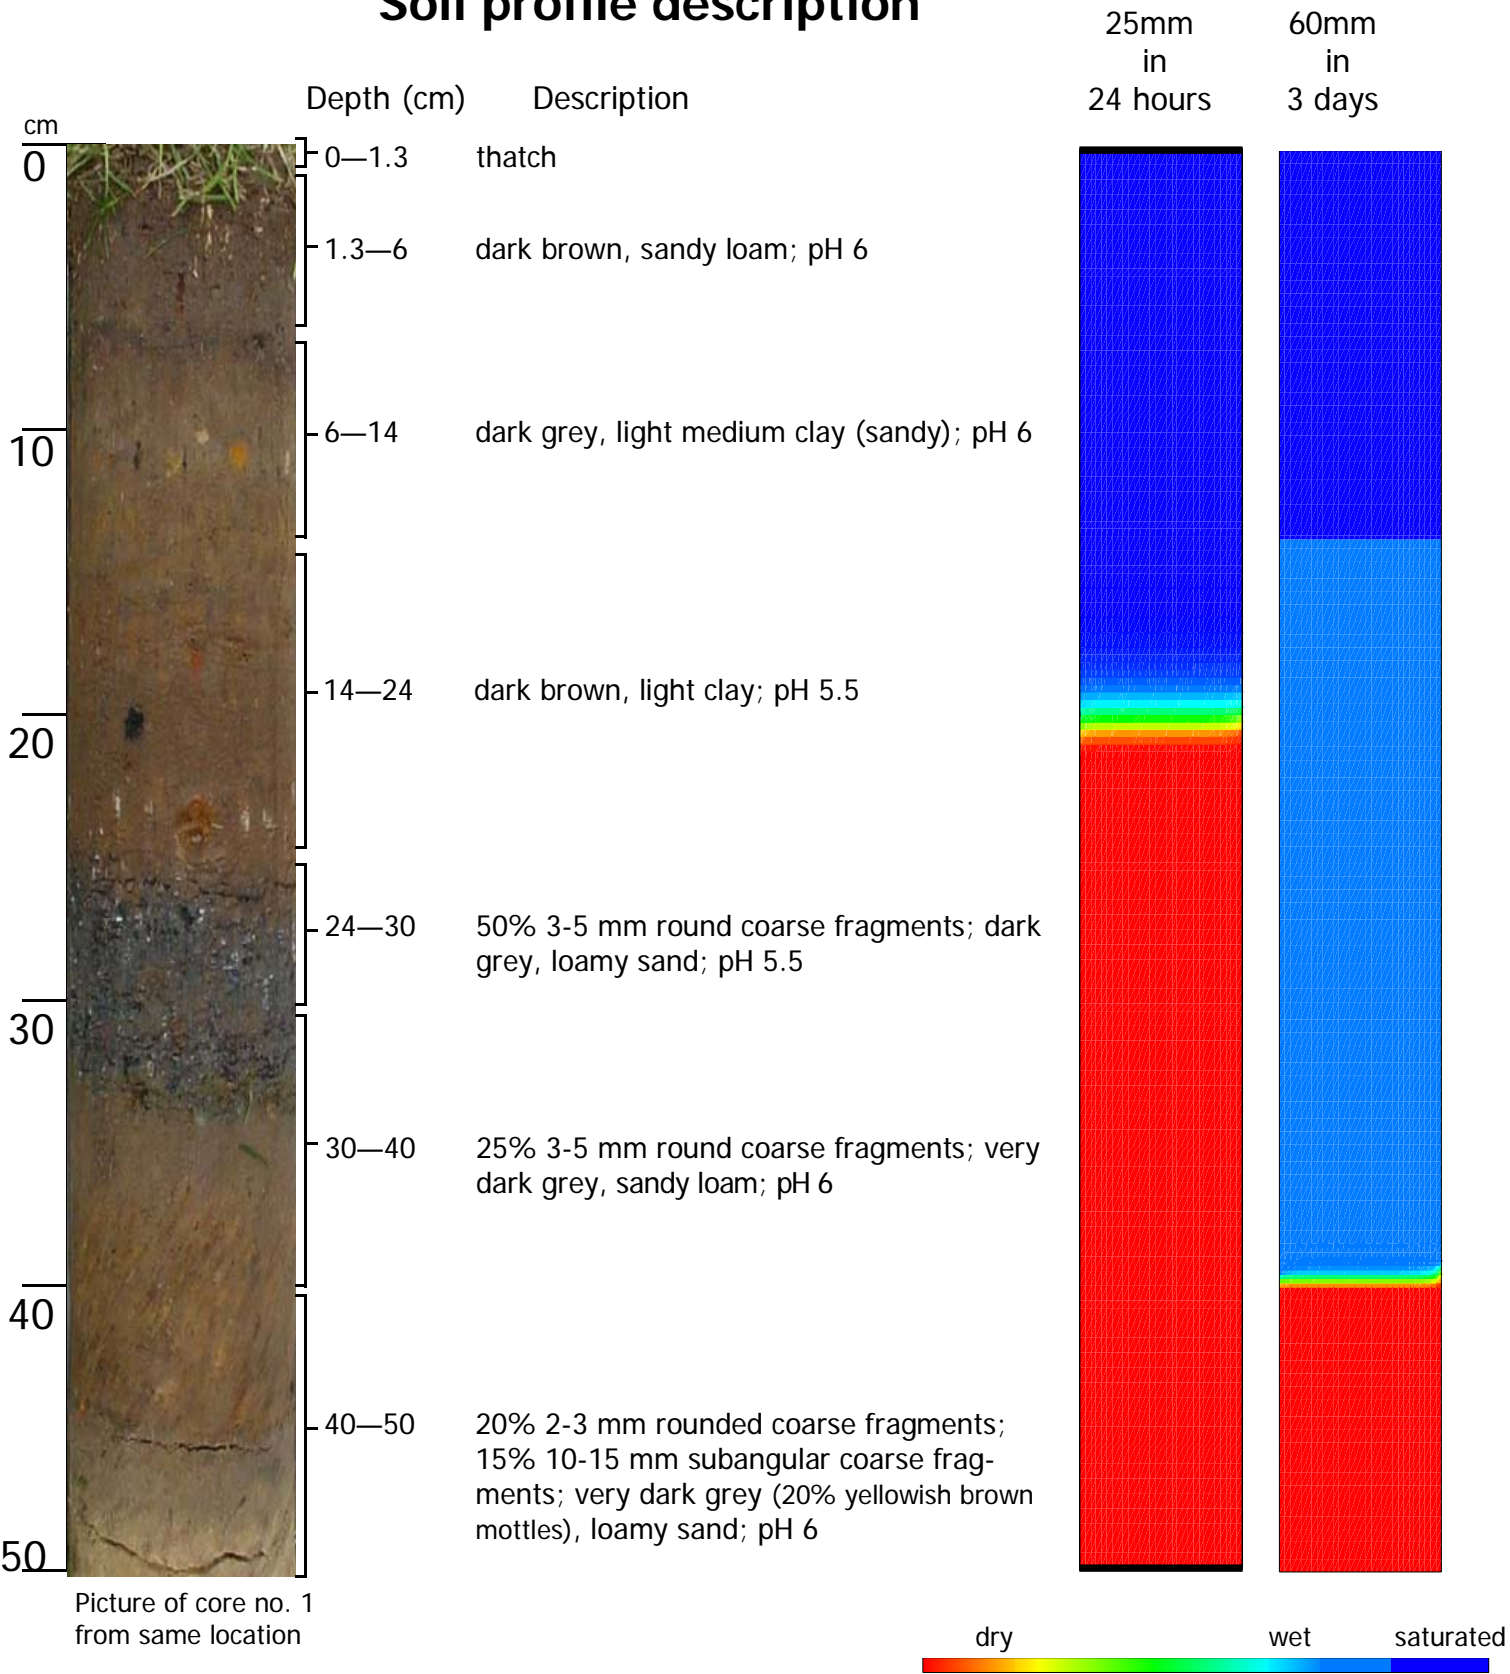 Soil profile description
25mm
in
24 hours
60mm
in
3 days
Depth (cm) Description
cm
0
10
20
30
40
50
0—1.3 thatch
1.3—6 dark brown, sandy loam; pH 6
6—14 dark grey, light medium clay (sandy); pH 6
14—24 dark brown, light clay; pH 5.5
24—30 50% 3-5 mm round coarse fragments; dark
grey, loamy sand; pH 5.5
30—40 25% 3-5 mm round coarse fragments; very
dark grey, sandy loam; pH 6
40—50 20% 2-3 mm rounded coarse fragments;
15% 10-15 mm subangular coarse frag-
ments; very dark grey (20% yellowish brown
mottles), loamy sand; pH 6
Picture of core no. 1
from same location
dry wet saturated